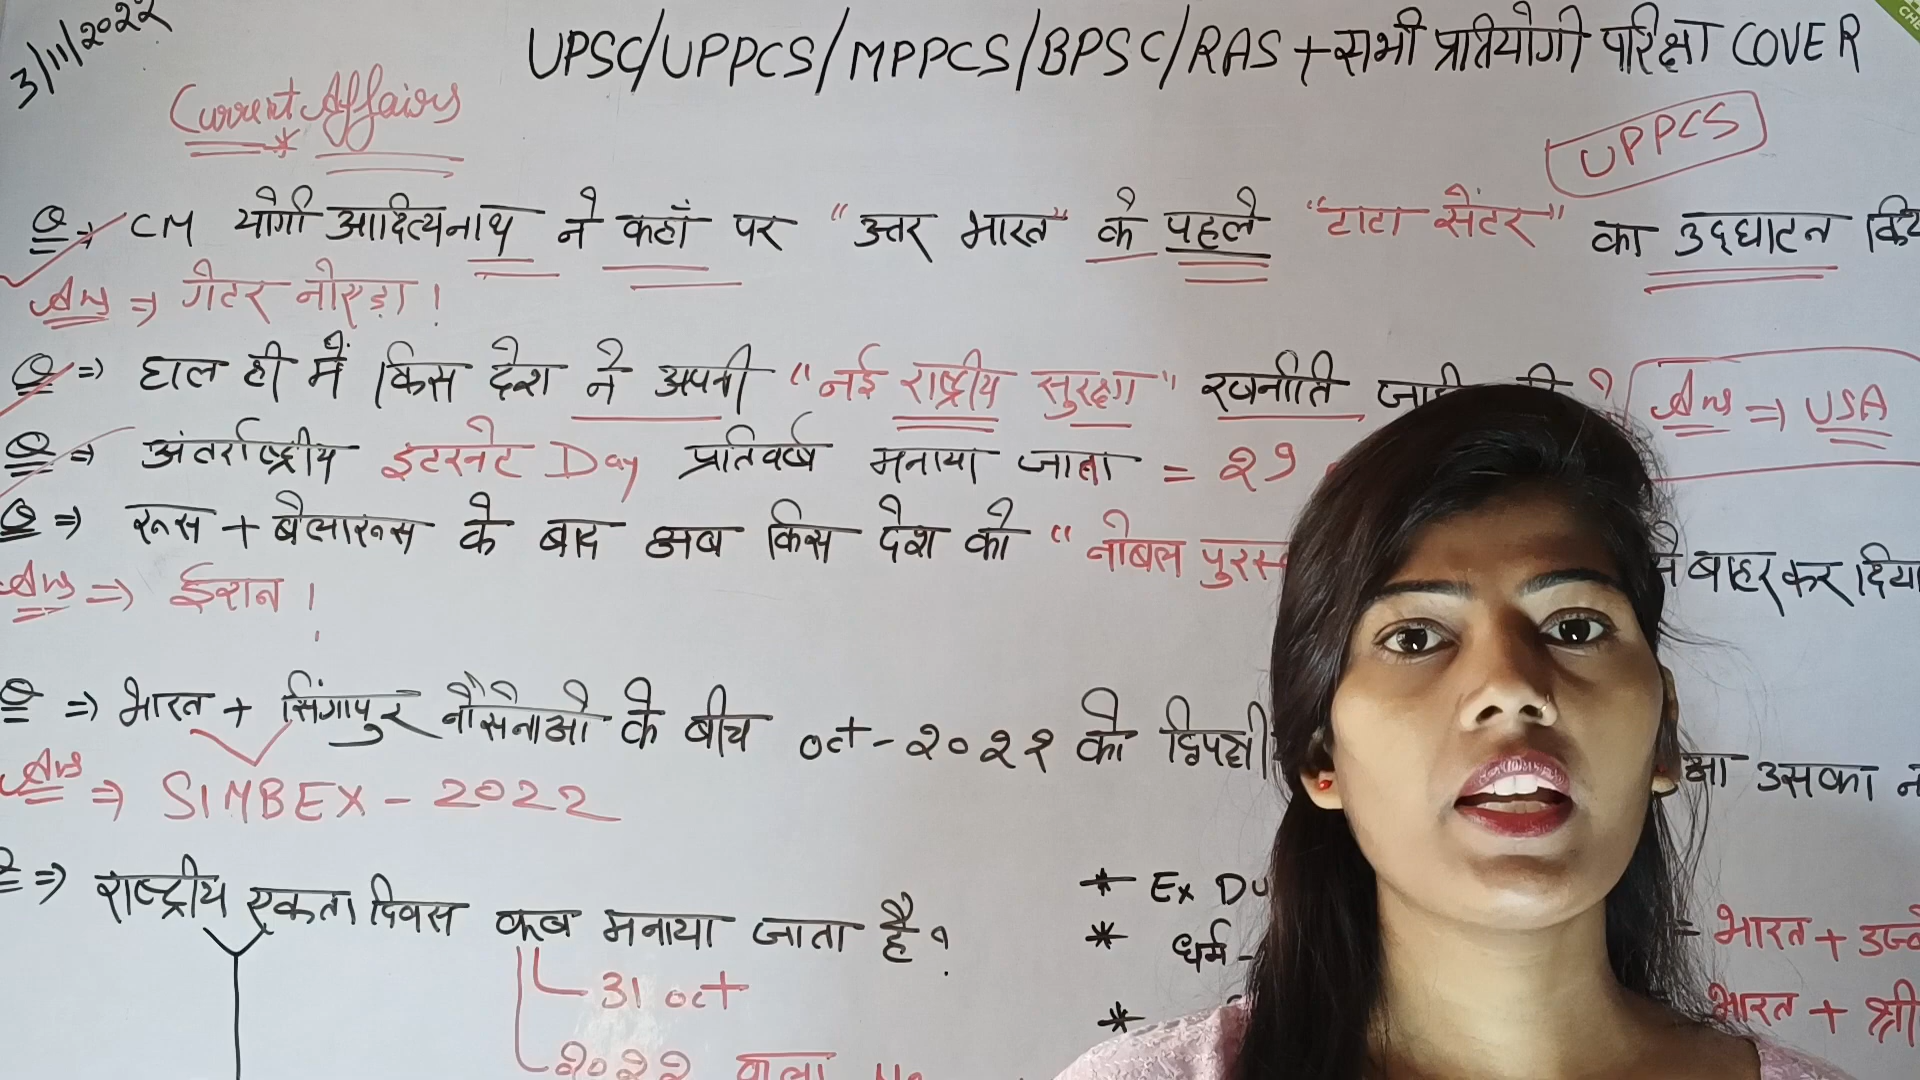 3/11/2022
UPSC/UPPCS/MPPCS/BPSC/RAS + सभी प्रतियोगी परिक्षा COVER
Current Affairs
UPPCS
Q ⇒ CM योगी आदित्यनाथ ने कहाँ पर "उत्तर भारत" के पहले "टाटा सेंटर" का उद्घाटन किय
Ans ⇒ ग्रेटर नोएडा !
Q ⇒ हाल ही में किस देश ने अपनी "नई राष्ट्रीय सुरक्षा" रणनीति ?
Ans ⇒ USA
Q ⇒ अंतर्राष्ट्रीय इंटरनेट Day प्रतिवर्ष मनाया जाता = २९
Q ⇒ रूस + बेलारूस के बाद अब किस देश को "नोबल पुरस्
बाहर कर दिया
Ans ⇒ ईरान !
Q ⇒ भारत + सिंगापुर नौसेनाओ के बीच oct - २०२२ को द्विपक्षी
उसका न
Ans ⇒ SIMBEX - 2022
⇒ राष्ट्रीय एकता दिवस कब मनाया जाता है ?
31 oct
२०२२ वाला
* Ex Du
* धर्म -
= भारत + उज्बे
* भारत + श्री